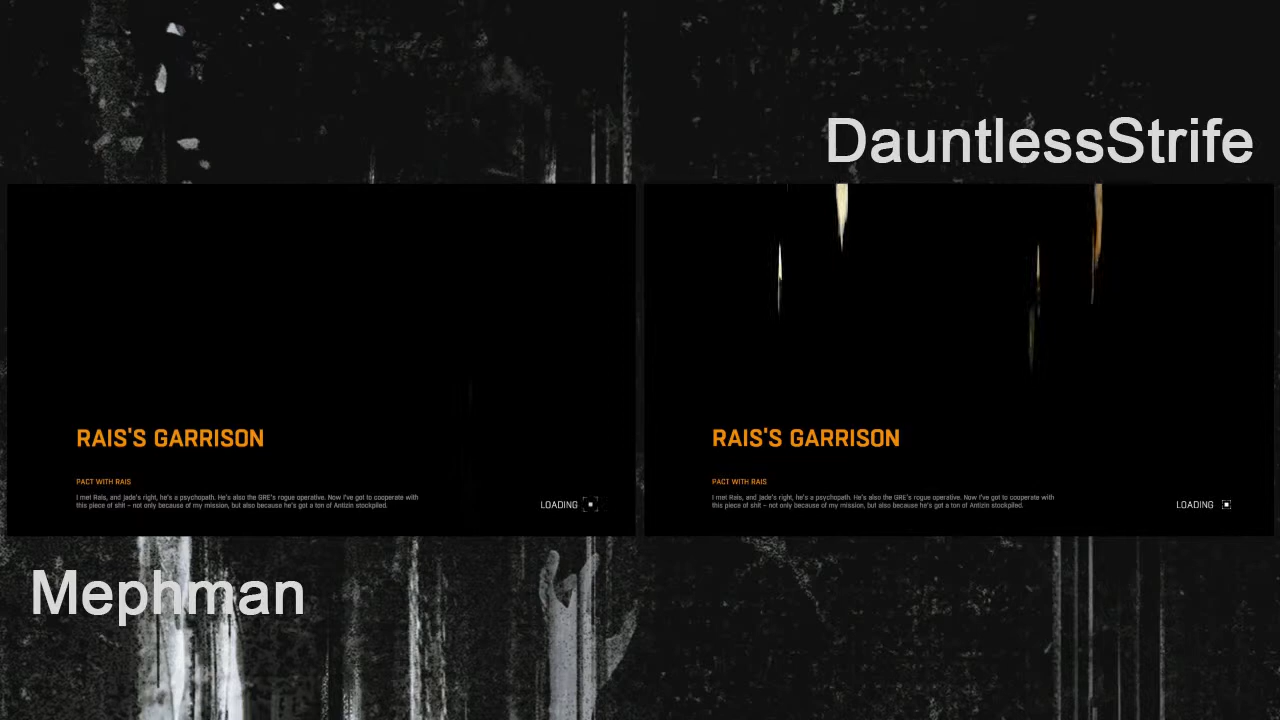 DauntlessStrife
RAIS'S GARRISON
PACT WITH RAIS
I met Rais, and Jade's right, he's a psychopath. He's also the GRE's rogue operative. Now I've got to cooperate with
this piece of shit – not only because of my mission, but also because he's got a ton of Antizin stockpiled.
LOADING
RAIS'S GARRISON
PACT WITH RAIS
I met Rais, and Jade's right, he's a psychopath. He's also the GRE's rogue operative. Now I've got to cooperate with
this piece of shit – not only because of my mission, but also because he's got a ton of Antizin stockpiled.
LOADING
Mephman